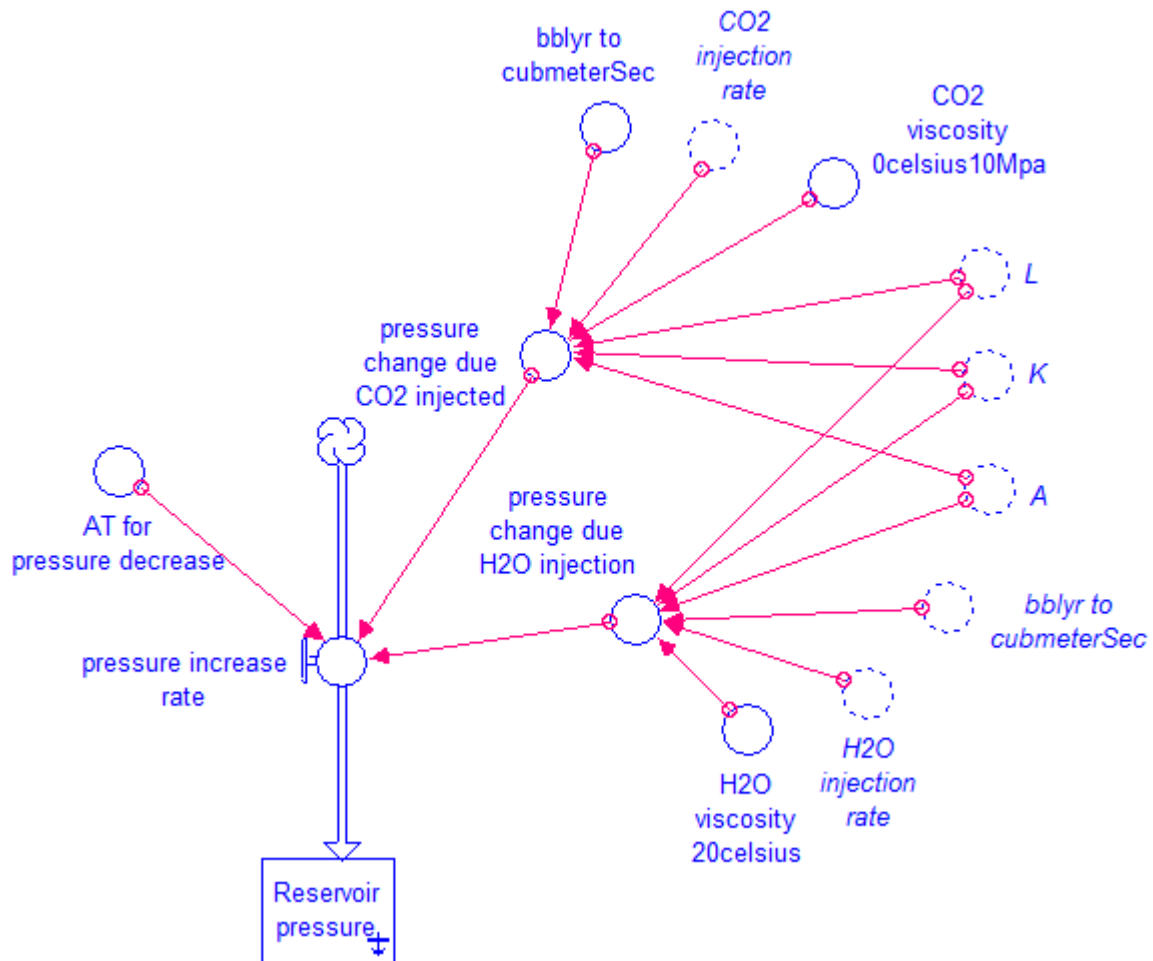 bblyr to
cubmeterSec
CO2
injection
rate
CO2
viscosity
0celsius10Mpa
L
K
A
pressure
change due
CO2 injected
AT for
pressure decrease
pressure
change due
H2O injection
bblyr to
cubmeterSec
pressure increase
rate
H2O
injection
rate
H2O
viscosity
20celsius
Reservoir
pressure